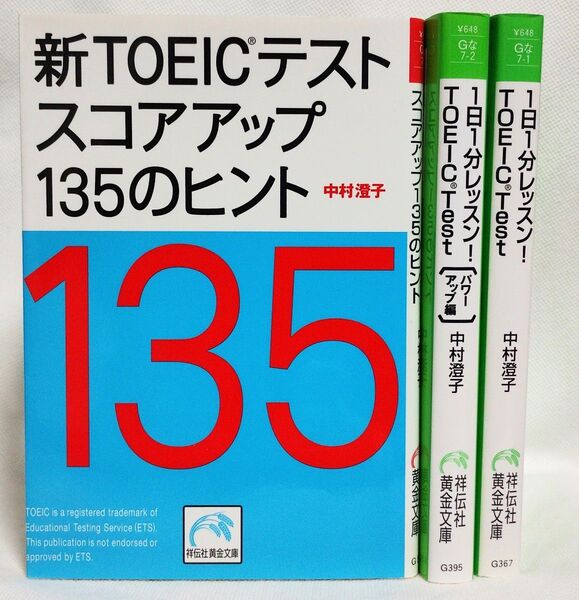 新TOEIC®テスト
スコアアップ
135のヒント
中村澄子
135
TOEIC is a registered trademark of
Educational Testing Service (ETS).
This publication is not endorsed or
approved by ETS.
祥伝社黄金文庫
スコアアップ135のヒント
¥648
Gな
7-2
1日1分レッスン!
TOEIC®Test
〔パワー
アップ編〕
中村澄子
祥伝社
黄金文庫
G395
¥648
Gな
7-1
1日1分レッスン!
TOEIC®Test
中村澄子
祥伝社
黄金文庫
G367